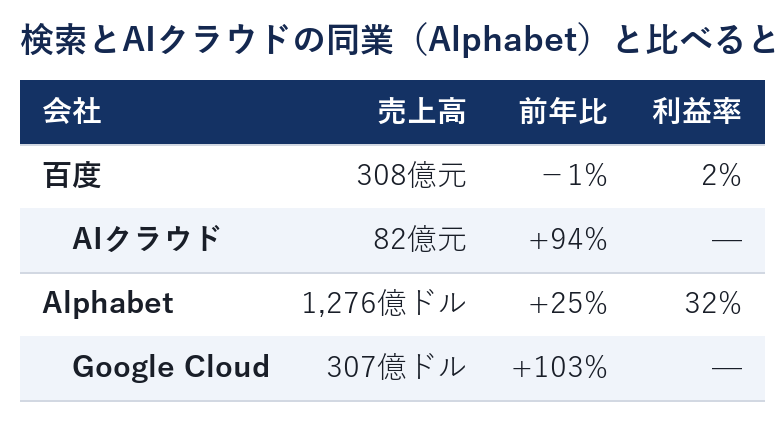 検索とAIクラウドの同業（Alphabet）と比べると
会社 売上高 前年比 利益率
百度 308億元 －1% 2%
AIクラウド 82億元 +94% —
Alphabet 1,276億ドル +25% 32%
Google Cloud 307億ドル +103% —